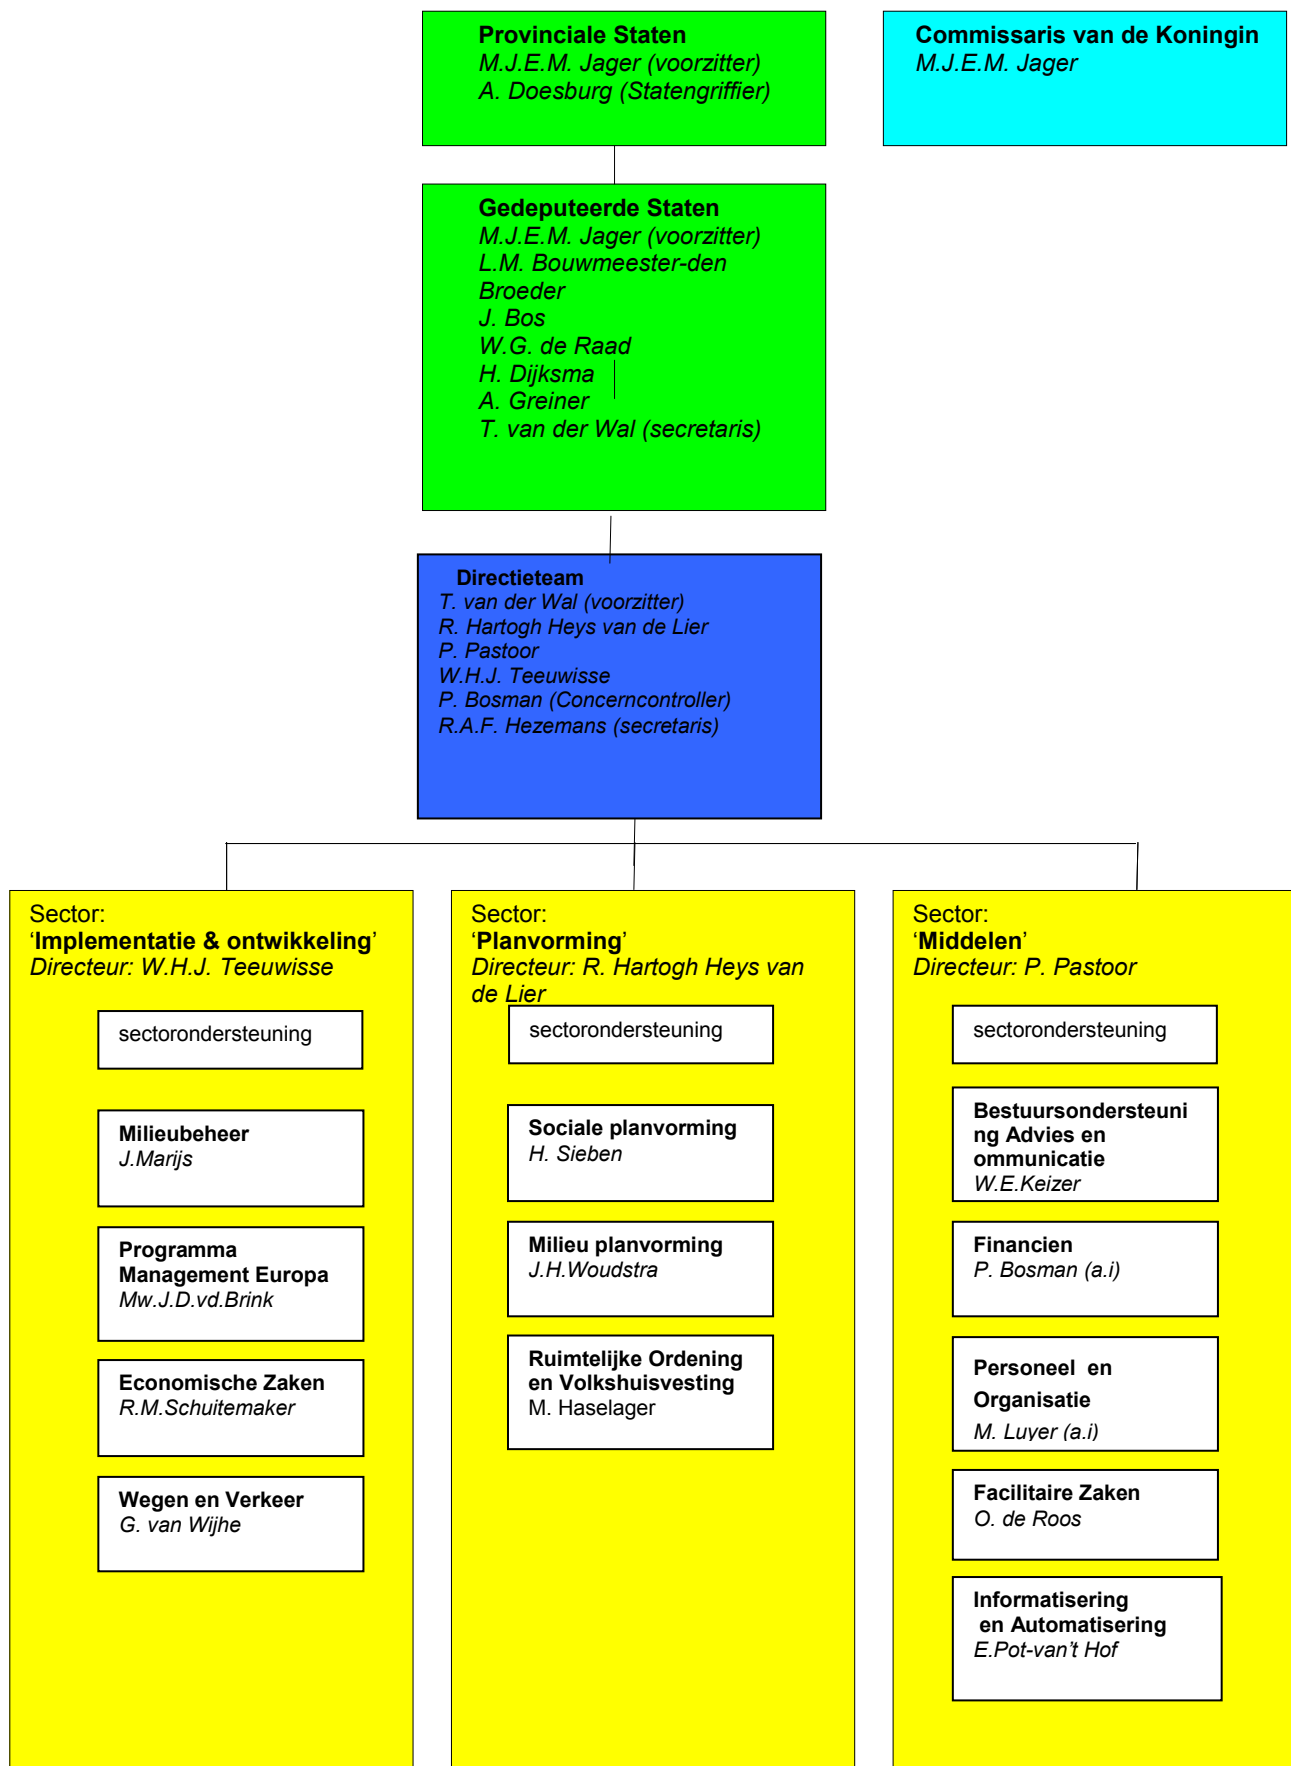 Provinciale Staten
M.J.E.M. Jager (voorzitter)
A. Doesburg (Statengriffier)
Commissaris van de Koningin
M.J.E.M. Jager
Gedeputeerde Staten
M.J.E.M. Jager (voorzitter)
L.M. Bouwmeester-den
Broeder
J. Bos
W.G. de Raad
H. Dijksma
A. Greiner
T. van der Wal (secretaris)
Directieteam
T. van der Wal (voorzitter)
R. Hartogh Heys van de Lier
P. Pastoor
W.H.J. Teeuwisse
P. Bosman (Concerncontroller)
R.A.F. Hezemans (secretaris)
Sector:
‘Implementatie & ontwikkeling’
Directeur: W.H.J. Teeuwisse
sectorondersteuning
Milieubeheer
J.Marijs
Programma
Management Europa
Mw.J.D.vd.Brink
Economische Zaken
R.M.Schuitemaker
Wegen en Verkeer
G. van Wijhe
Sector:
‘Planvorming’
Directeur: R. Hartogh Heys van
de Lier
sectorondersteuning
Sociale planvorming
H. Sieben
Milieu planvorming
J.H.Woudstra
Ruimtelijke Ordening
en Volkshuisvesting
M. Haselager
Sector:
‘Middelen’
Directeur: P. Pastoor
sectorondersteuning
Bestuursondersteuni
ng Advies en
ommunicatie
W.E.Keizer
Financien
P. Bosman (a.i)
Personeel en
Organisatie
M. Luyer (a.i)
Facilitaire Zaken
O. de Roos
Informatisering
en Automatisering
E.Pot-van’t Hof